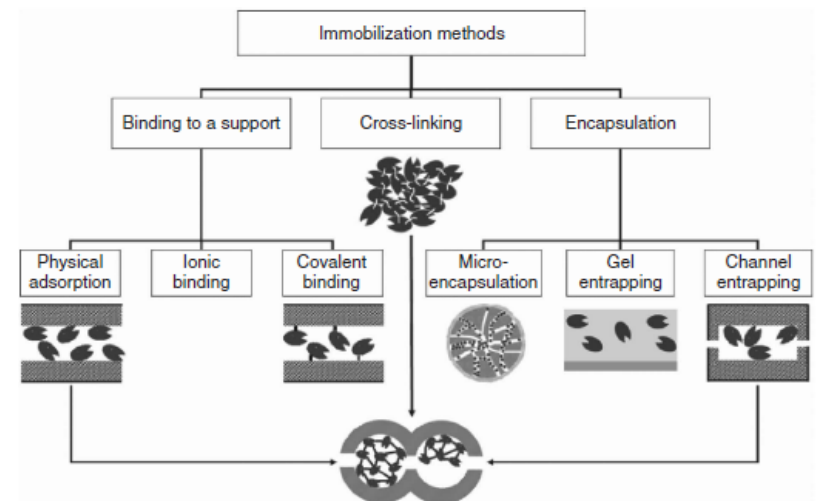 Immobilization methods
Binding to a support
Cross-linking
Encapsulation
Physical
adsorption
Ionic
binding
Covalent
binding
Micro-
encapsulation
Gel
entrapping
Channel
entrapping